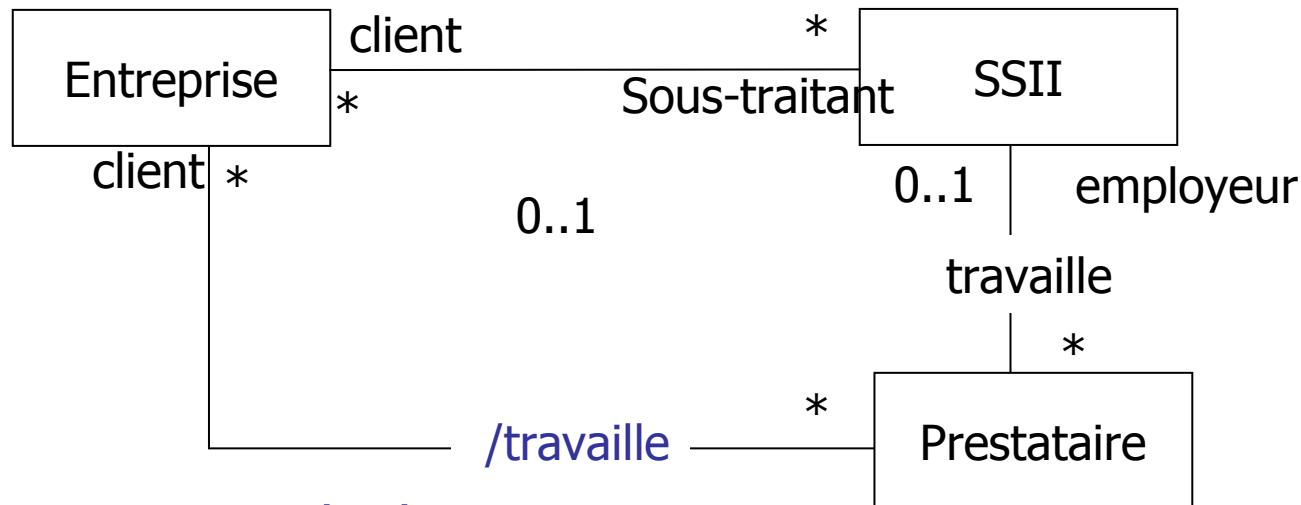 client
*
Entreprise
SSII
*
Sous-traitant
client
*
0..1
0..1
employeur
travaille
*
*
/travaille
Prestataire